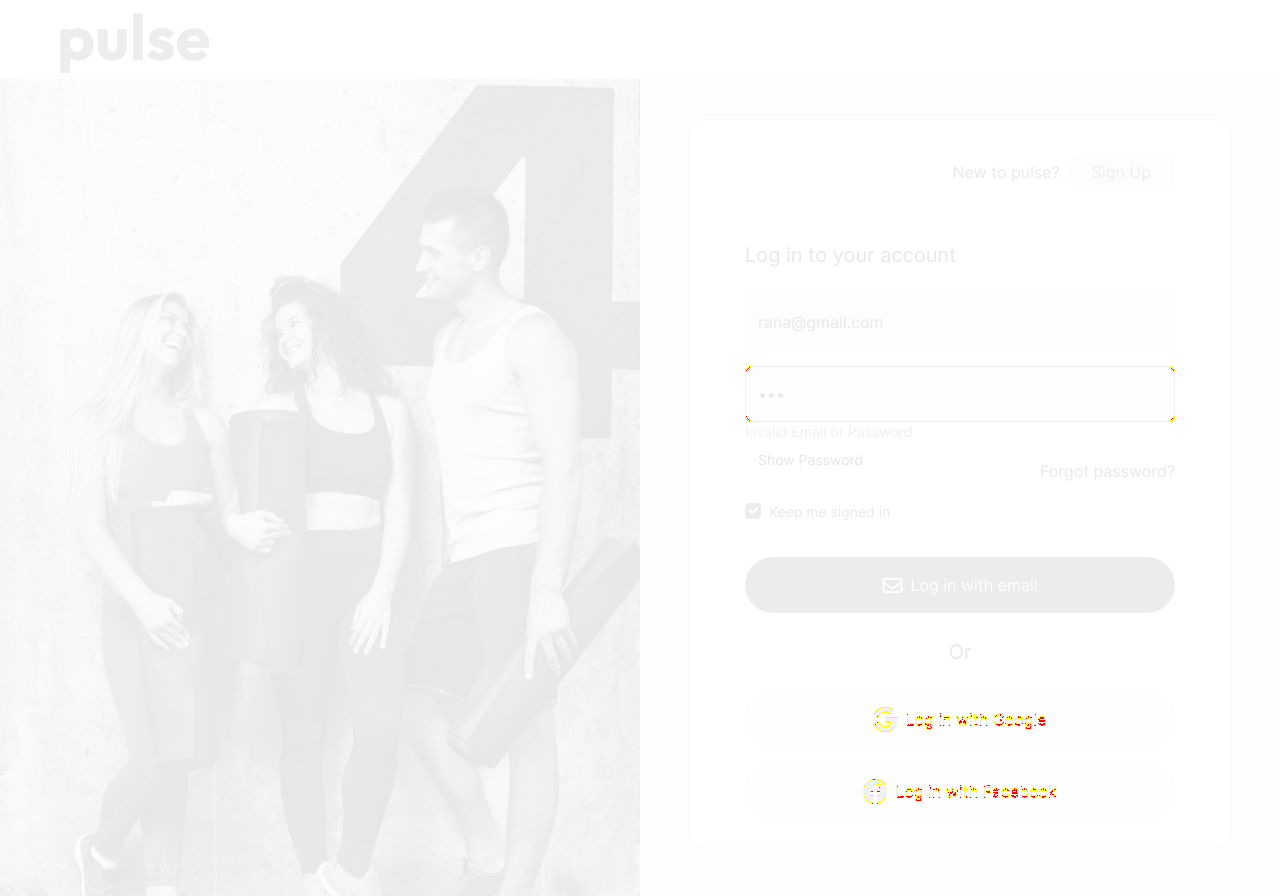 pulse
New to pulse? Sign Up
Log in to your account
rana@gmail.com
•••
Invalid Email or Password
Show Password
Forgot password?
Keep me signed in
Log in with email
Or
Log in with Google
Log in with Facebook